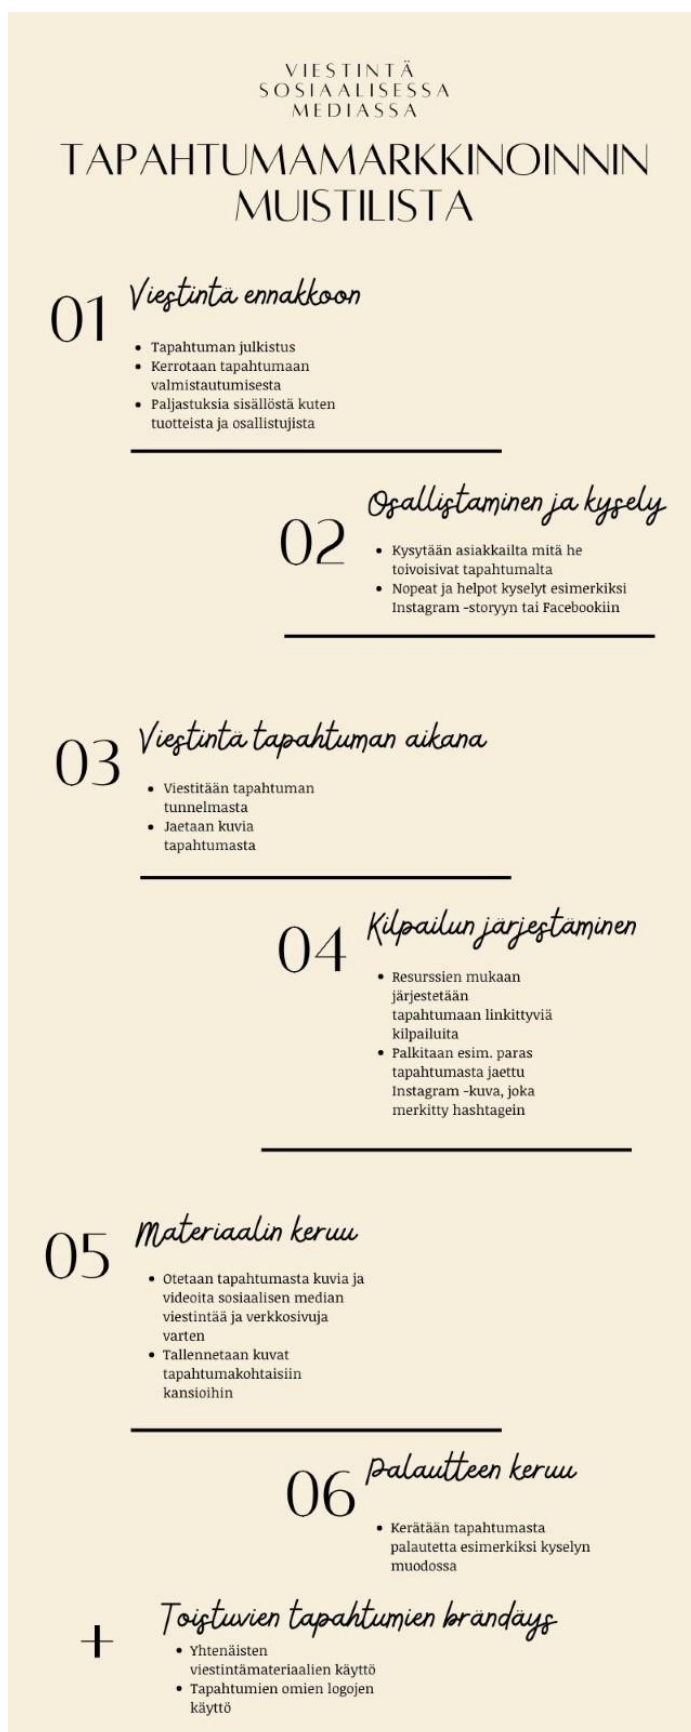 VIESTINTÄ
SOSIAALISESSA
MEDIASSA
TAPAHTUMAMARKKINOINNIN
MUISTILISTA
01
Viestintä ennakkoon
• Tapahtuman julkistus
• Kerrotaan tapahtumaan
valmistautumisesta
• Paljastuksia sisällöstä kuten
tuotteista ja osallistujista
02
Osallistaminen ja kysely
• Kysytään asiakkailta mitä he
toivoisivat tapahtumalta
• Nopeat ja helpot kyselyt esimerkiksi
Instagram -storyyn tai Facebookiin
03
Viestintä tapahtuman aikana
• Viestitään tapahtuman
tunnelmasta
• Jaetaan kuvia
tapahtumasta
04
Kilpailun järjestäminen
• Resurssien mukaan
järjestetään
tapahtumaan linkittyviä
kilpailuita
• Palkitaan esim. paras
tapahtumasta jaettu
Instagram -kuva, joka
merkitty hashtagein
05
Materiaalin keruu
• Otetaan tapahtumasta kuvia ja
videoita sosiaalisen median
viestintää ja verkkosivuja
varten
• Tallennetaan kuvat
tapahtumakohtaisiin
kansioihin
06
Palautteen keruu
• Kerätään tapahtumasta
palautetta esimerkiksi kyselyn
muodossa
+
Toistuvien tapahtumien brändäys
• Yhtenäisten
viestintämateriaalien käyttö
• Tapahtumien omien logojen
käyttö